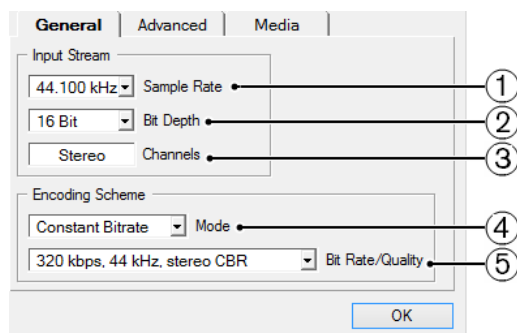 General Advanced Media
Input Stream
44.100 kHz Sample Rate 1
16 Bit Bit Depth 2
Stereo Channels 3
Encoding Scheme
Constant Bitrate Mode 4
320 kbps, 44 kHz, stereo CBR Bit Rate/Quality 5
OK